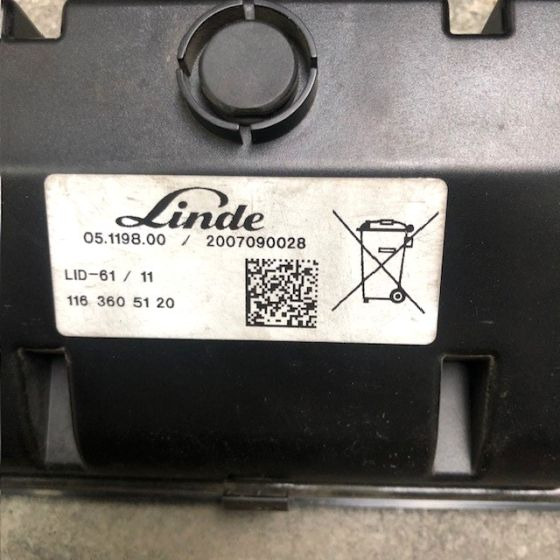 Linde
05.1198.00 / 2007090028
LID-61 / 11
116 360 51 20